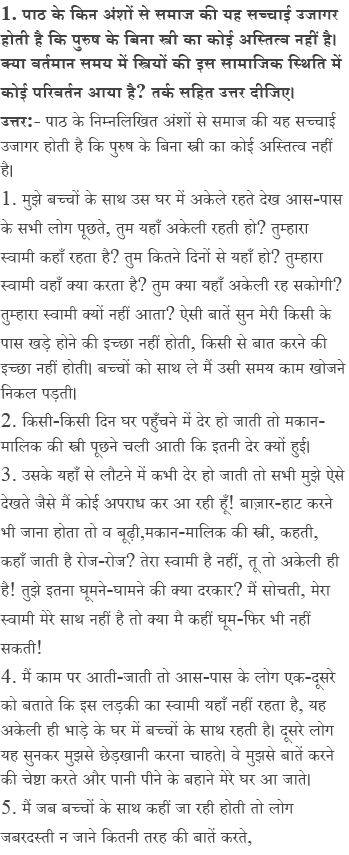 1. पाठ के किन अंशों से समाज की यह सच्चाई उजागर
होती है कि पुरुष के बिना स्त्री का कोई अस्तित्व नहीं है।
क्या वर्तमान समय में स्त्रियों की इस सामाजिक स्थिति में
कोई परिवर्तन आया है? तर्क सहित उत्तर दीजिए।
उत्तर:- पाठ के निम्नलिखित अंशों से समाज की यह सच्चाई
उजागर होती है कि पुरुष के बिना स्त्री का कोई अस्तित्व नहीं
है।
1. मुझे बच्चों के साथ उस घर में अकेले रहते देख आस-पास
के सभी लोग पूछते, तुम यहाँ अकेली रहती हो? तुम्हारा
स्वामी कहाँ रहता है? तुम कितने दिनों से यहाँ हो? तुम्हारा
स्वामी वहाँ क्या करता है? तुम क्या यहाँ अकेली रह सकोगी?
तुम्हारा स्वामी क्यों नहीं आता? ऐसी बातें सुन मेरी किसी के
पास खड़े होने की इच्छा नहीं होती, किसी से बात करने की
इच्छा नहीं होती। बच्चों को साथ ले मैं उसी समय काम खोजने
निकल पड़ती।
2. किसी-किसी दिन घर पहुँचने में देर हो जाती तो मकान-
मालिक की स्त्री पूछने चली आती कि इतनी देर क्यों हुई।
3. उसके यहाँ से लौटने में कभी देर हो जाती तो सभी मुझे ऐसे
देखते जैसे मैं कोई अपराध कर आ रही हूँ! बाज़ार-हाट करने
भी जाना होता तो व बूढ़ी,मकान-मालिक की स्त्री, कहती,
कहाँ जाती है रोज-रोज? तेरा स्वामी है नहीं, तू तो अकेली ही
है! तुझे इतना घूमने-घामने की क्या दरकार? मैं सोचती, मेरा
स्वामी मेरे साथ नहीं है तो क्या मैं कहीं घूम-फिर भी नहीं
सकती!
4. मैं काम पर आती-जाती तो आस-पास के लोग एक-दूसरे
को बताते कि इस लड़की का स्वामी यहाँ नहीं रहता है, यह
अकेली ही भाड़े के घर में बच्चों के साथ रहती है। दूसरे लोग
यह सुनकर मुझसे छेड़खानी करना चाहते। वे मुझसे बातें करने
की चेष्टा करते और पानी पीने के बहाने मेरे घर आ जाते।
5. मैं जब बच्चों के साथ कहीं जा रही होती तो लोग
जबरदस्ती न जाने कितनी तरह की बातें करते,